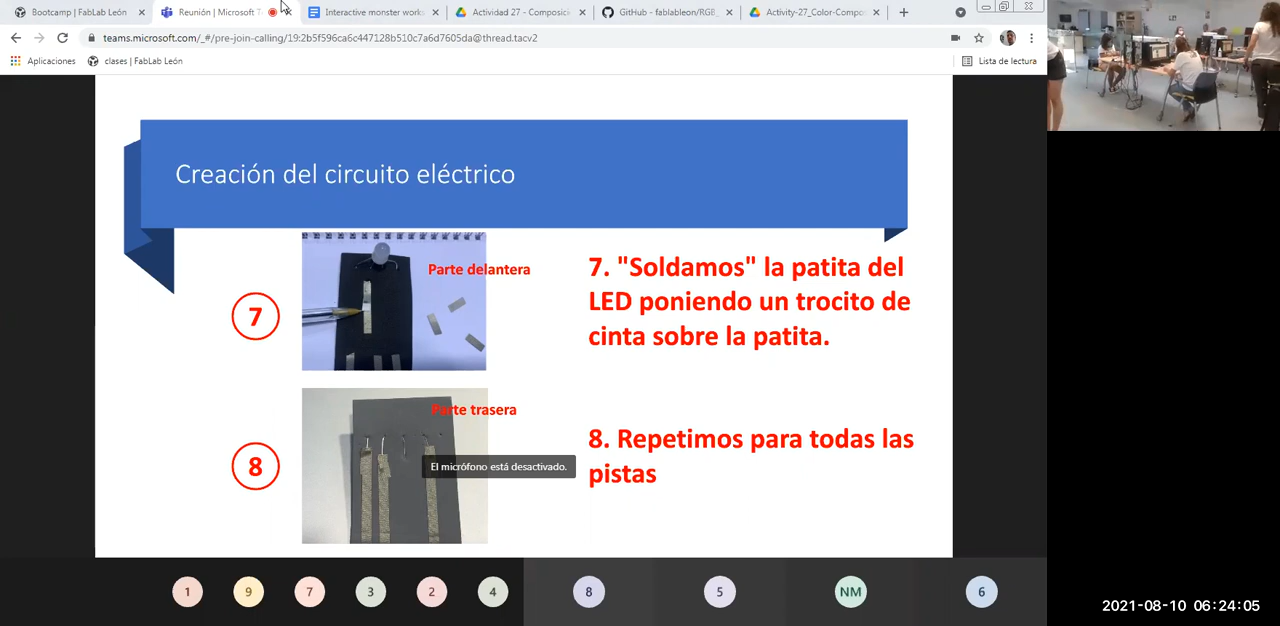 Bootcamp | FabLab León
Reunión | Microsoft Te
Interactive monster works
Actividad 27 - Composici
GitHub - fablableon/RGB_
Activity-27_Color-Compo
teams.microsoft.com/_#/pre-join-calling/19:2b5f596ca6c447128b510c7a6d7605da@thread.tacv2
Aplicaciones
clases | FabLab León
Lista de lectura
Creación del circuito eléctrico
7
Parte delantera
7. "Soldamos" la patita del
LED poniendo un trocito de
cinta sobre la patita.
8
Parte trasera
8. Repetimos para todas las
pistas
El micrófono está desactivado.
1 9 7 3 2 4 8 5 NM 6
2021-08-10 06:24:05